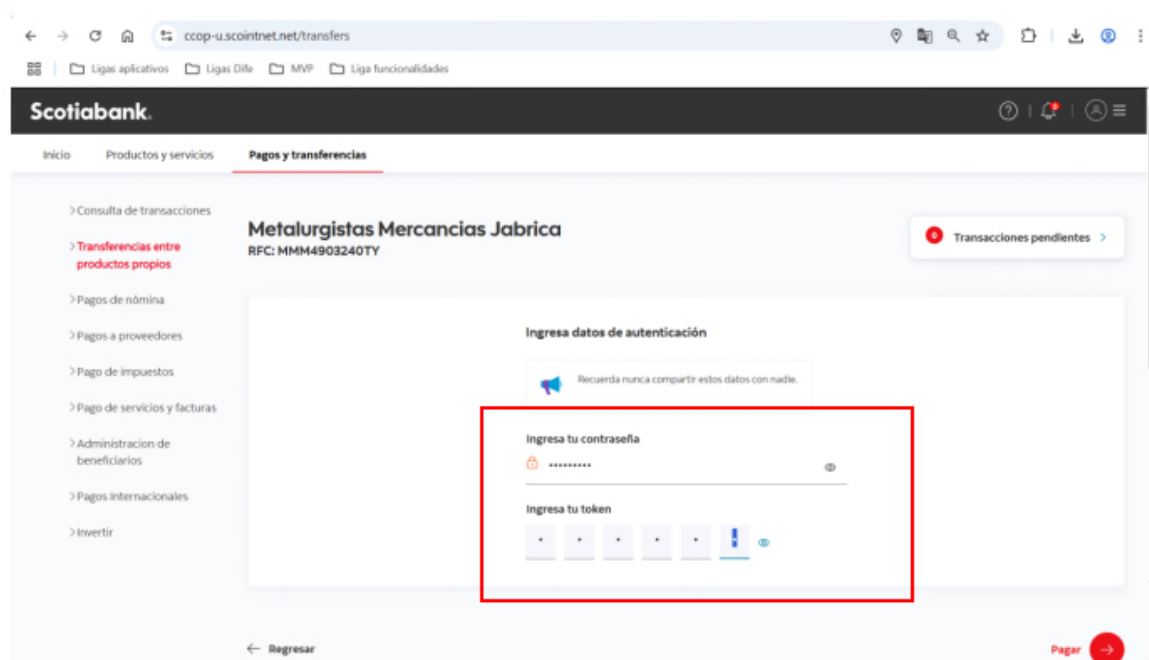 ccop-u.scointnet.net/transfers
Ligas aplicativos Ligas Dife MVP Liga funcionalidades
Scotiabank.
Inicio Productos y servicios Pagos y transferencias
Consulta de transacciones
Transferencias entre
productos propios
Pagos de nómina
Pagos a proveedores
Pago de impuestos
Pago de servicios y facturas
Administracion de
beneficiarios
Pagos internacionales
Invertir
Metalurgistas Mercancias Jabrica
RFC: MMM4903240TY
0 Transacciones pendientes
Ingresa datos de autenticación
Recuerda nunca compartir estos datos con nadie.
Ingresa tu contraseña
•••••••••
Ingresa tu token
• • • • • •
Regresar
Pagar